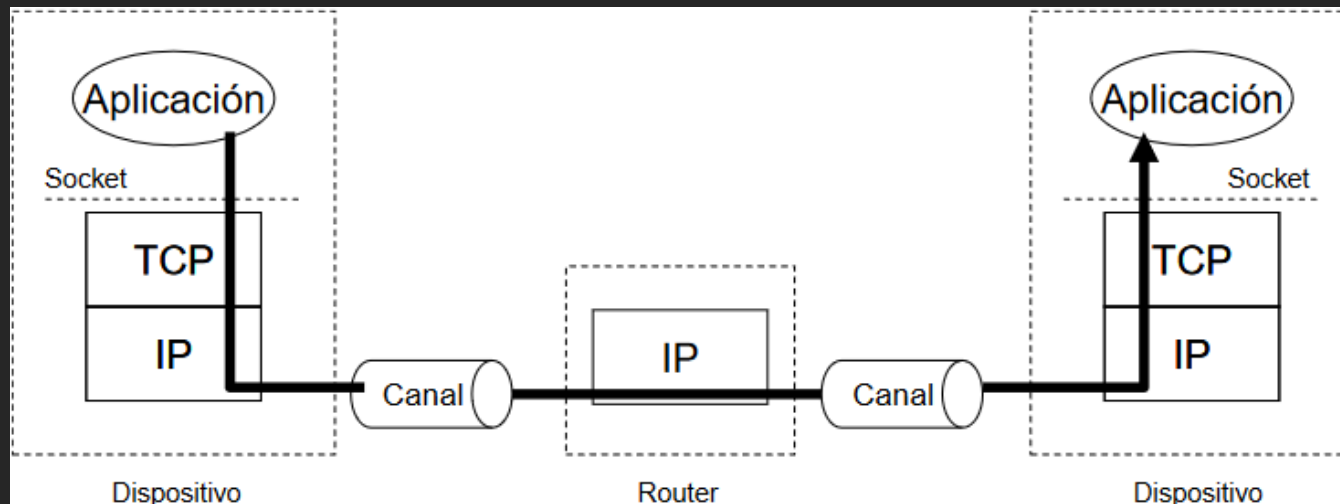 Aplicación
Aplicación
Socket
Socket
TCP
TCP
IP
IP
IP
Canal
Canal
Dispositivo
Router
Dispositivo